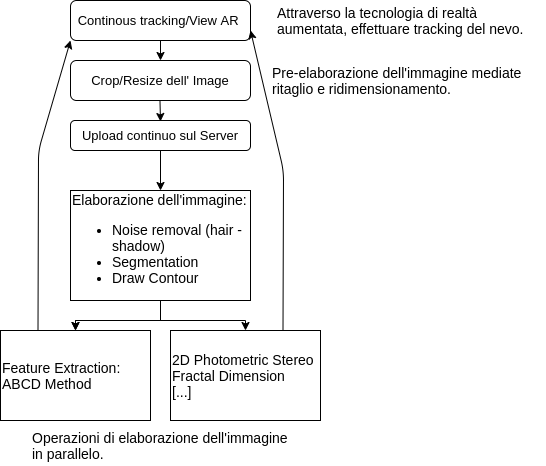 Continous tracking/View AR
Attraverso la tecnologia di realtà
aumentata, effettuare tracking del nevo.
Crop/Resize dell' Image
Pre-elaborazione dell'immagine mediate
ritaglio e ridimensionamento.
Upload continuo sul Server
Elaborazione dell'immagine:
• Noise removal (hair -
shadow)
• Segmentation
• Draw Contour
Feature Extraction:
ABCD Method
2D Photometric Stereo
Fractal Dimension
[...]
Operazioni di elaborazione dell'immagine
in parallelo.